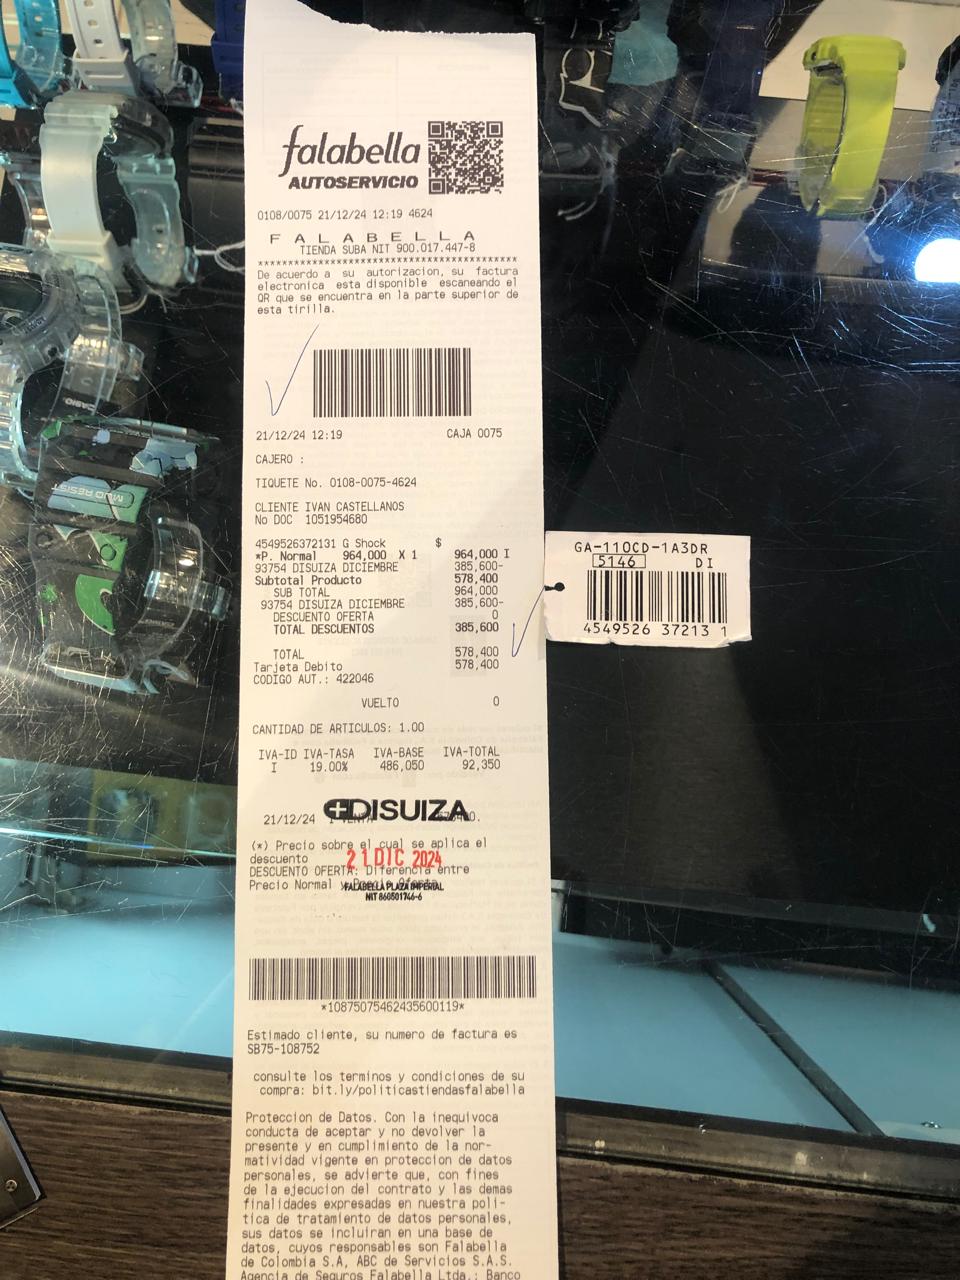 falabella
AUTOSERVICIO
0108/0075 21/12/24 12:19 4624
F A L A B E L L A
TIENDA SUBA NIT 900.017.447-8
**************************************************
De acuerdo a su autorizacion, su factura
electronica esta disponible escaneando el
QR que se encuentra en la parte superior de
esta tirilla.
21/12/24 12:19 CAJA 0075
CAJERO :
TIQUETE No. 0108-0075-4624
CLIENTE IVAN CASTELLANOS
No DOC 1051954680
4549526372131 G Shock $
*P. Normal 964,000 X 1 964,000 I
93754 DISUIZA DICIEMBRE 385,600-
Subtotal Producto 578,400
SUB TOTAL 964,000
93754 DISUIZA DICIEMBRE 385,600-
DESCUENTO OFERTA 0
TOTAL DESCUENTOS 385,600
TOTAL 578,400
Tarjeta Debito 578,400
CODIGO AUT.: 422046
VUELTO 0
CANTIDAD DE ARTICULOS: 1.00
IVA-ID IVA-TASA IVA-BASE IVA-TOTAL
I 19.00% 486,050 92,350
DISUIZA
21/12/24
(*) Precio sobre el cual se aplica el
descuento
21 DIC 2024
DESCUENTO OFERTA: Diferencia entre
Precio Normal
FALABELLA PLAZA IMPERIAL
NIT 860501746-6
*10875075462435600119*
Estimado cliente, su numero de factura es
SB75-108752
consulte los terminos y condiciones de su
compra: bit.ly/politicastiendasfalabella
Proteccion de Datos. Con la inequivoca
conducta de aceptar y no devolver la
presente y en cumplimiento de la nor-
matividad vigente en proteccion de datos
personales, se advierte que, con fines
de la ejecucion del contrato y las demas
finalidades expresadas en nuestra poli-
tica de tratamiento de datos personales,
sus datos se incluiran en una base de
datos, cuyos responsables son Falabella
de Colombia S.A, ABC de Servicios S.A.S.
Agencia de Seguros Falabella Ltda.; Banco
GA-110CD-1A3DR
5146 DI
4549526 37213 1
MUD RESIST
CASIO